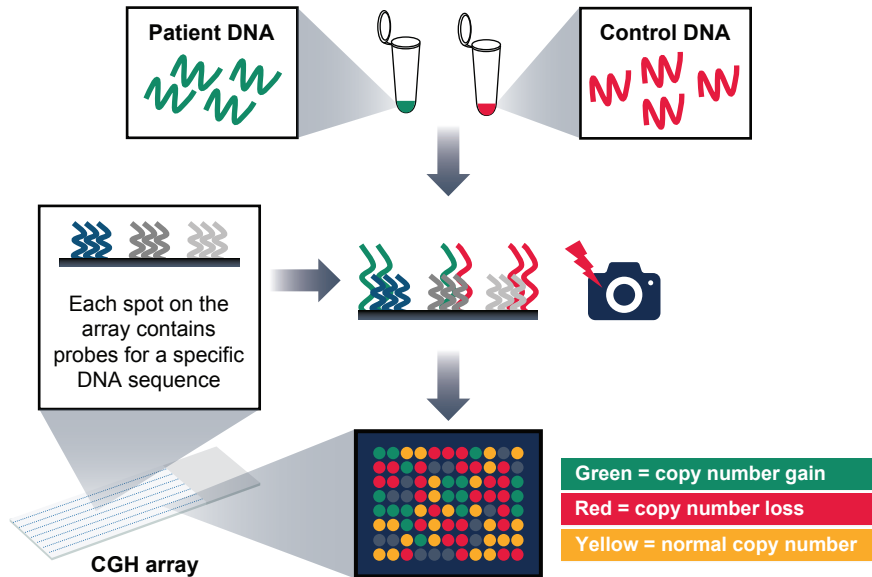 Patient DNA
Control DNA
Each spot on the
array contains
probes for a specific
DNA sequence
CGH array
Green = copy number gain
Red = copy number loss
Yellow = normal copy number